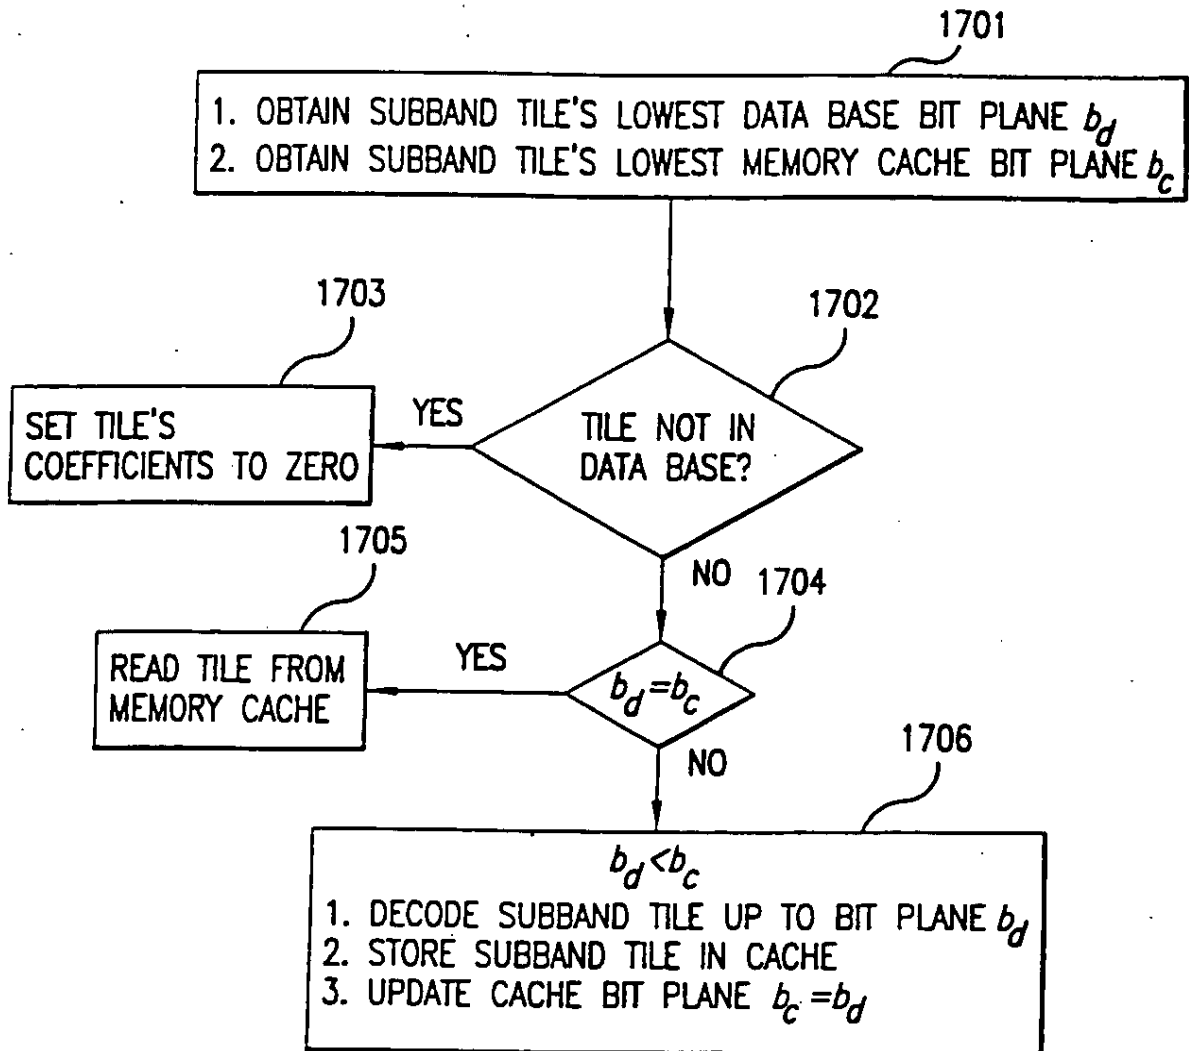 1701
1. OBTAIN SUBBAND TILE'S LOWEST DATA BASE BIT PLANE b_d
2. OBTAIN SUBBAND TILE'S LOWEST MEMORY CACHE BIT PLANE b_c
1703
1702
SET TILE'S
COEFFICIENTS TO ZERO
YES
TILE NOT IN
DATA BASE?
1705
NO
1704
READ TILE FROM
MEMORY CACHE
YES
b_d=b_c
NO
1706
b_d<b_c
1. DECODE SUBBAND TILE UP TO BIT PLANE b_d
2. STORE SUBBAND TILE IN CACHE
3. UPDATE CACHE BIT PLANE b_c=b_d